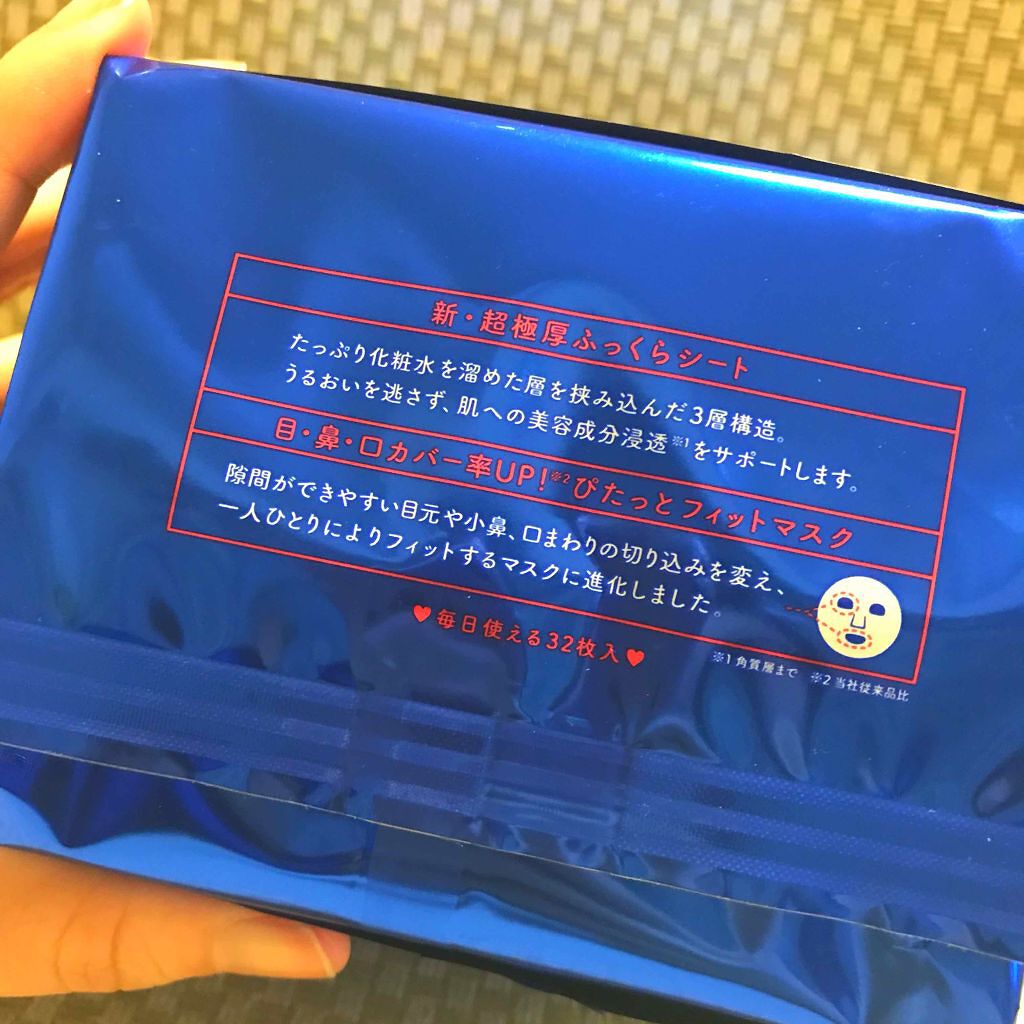 新・超極厚ふっくらシート
たっぷり化粧水を溜めた層を挟み込んだ3層構造。
うるおいを逃さず、肌への美容成分浸透※1をサポートします。
目・鼻・口カバー率UP!※2ぴたっとフィットマスク
隙間ができやすい目元や小鼻、口まわりの切り込みを変え、
一人ひとりによりフィットするマスクに進化しました。
♥毎日使える32枚入♥
※1 角質層まで ※2 当社従来品比